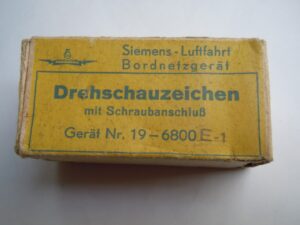 Siemens-Luftfahrt
Bordnetzgerät
Drehschauzeichen
mit Schraubanschluß
Gerät Nr. 19-6800 E-1